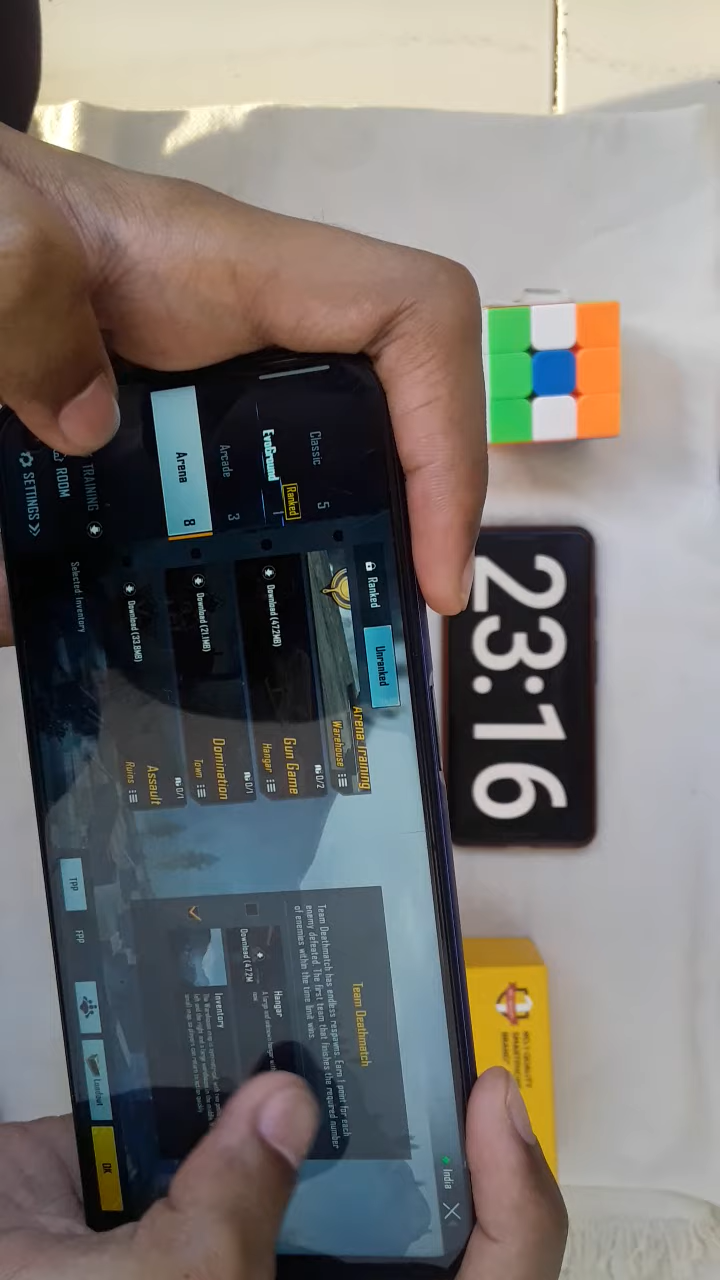 23:16
Classic 5
EvoGround 1
Ranked
Arcade 3
Arena 8
TRAINING
ROOM
SETTINGS
Ranked
Unranked
Arena Training
Warehouse
Download (47.2MB)
0/2
Gun Game
Hangar
Download (21.1MB)
0/1
Domination
Town
Download (33.8MB)
0/1
Assault
Ruins
Selected: Inventory
Team Deathmatch
Team Deathmatch has endless respawns. Earn 1 point for each
enemy defeated. The first team that finishes the required number
of enemies within the time limit wins.
Hangar
Download (47.2M
Inventory
TPP
FPP
OK
India